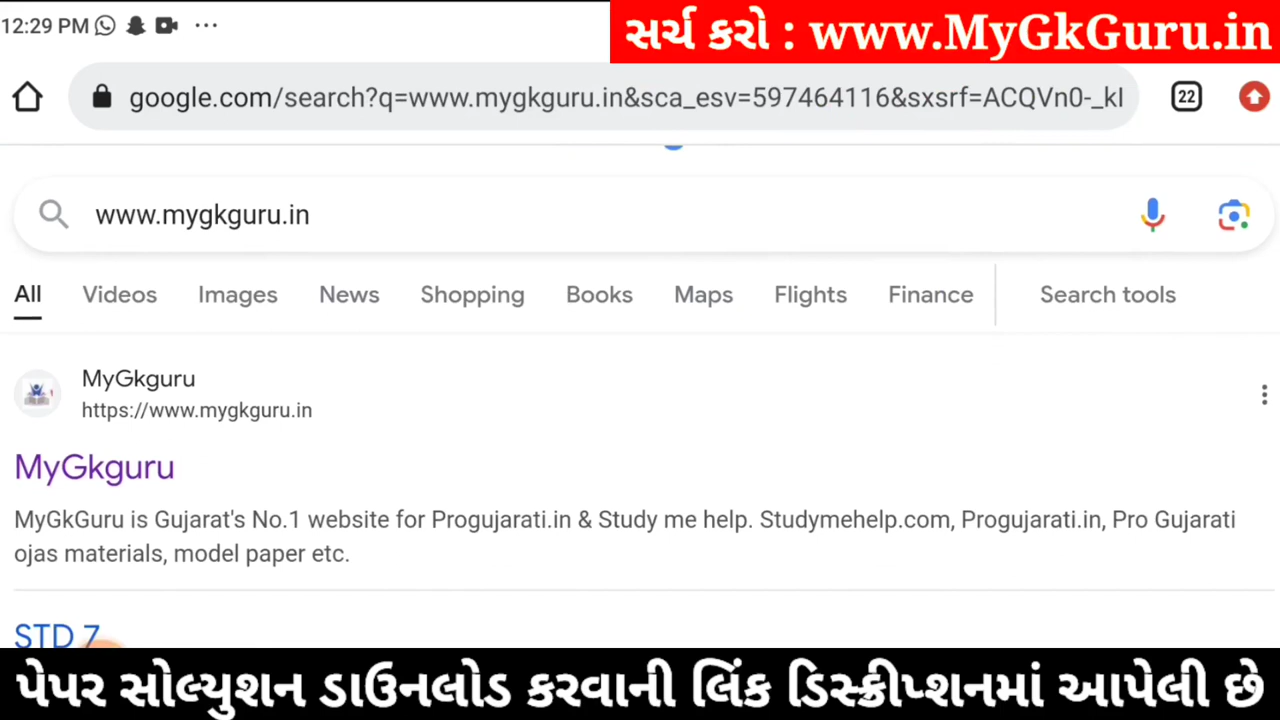 12:29 PM
સર્ચ કરો : www.MyGkGuru.in
google.com/search?q=www.mygkguru.in&sca_esv=597464116&sxsrf=ACQVn0-_kI
22
www.mygkguru.in
All Videos Images News Shopping Books Maps Flights Finance Search tools
MyGkguru
https://www.mygkguru.in
MyGkguru
MyGkGuru is Gujarat's No.1 website for Progujarati.in & Study me help. Studymehelp.com, Progujarati.in, Pro Gujarati
ojas materials, model paper etc.
STD 7
પેપર સોલ્યુશન ડાઉનલોડ કરવાની લિંક ડિસ્ક્રીપ્શનમાં આપેલી છે